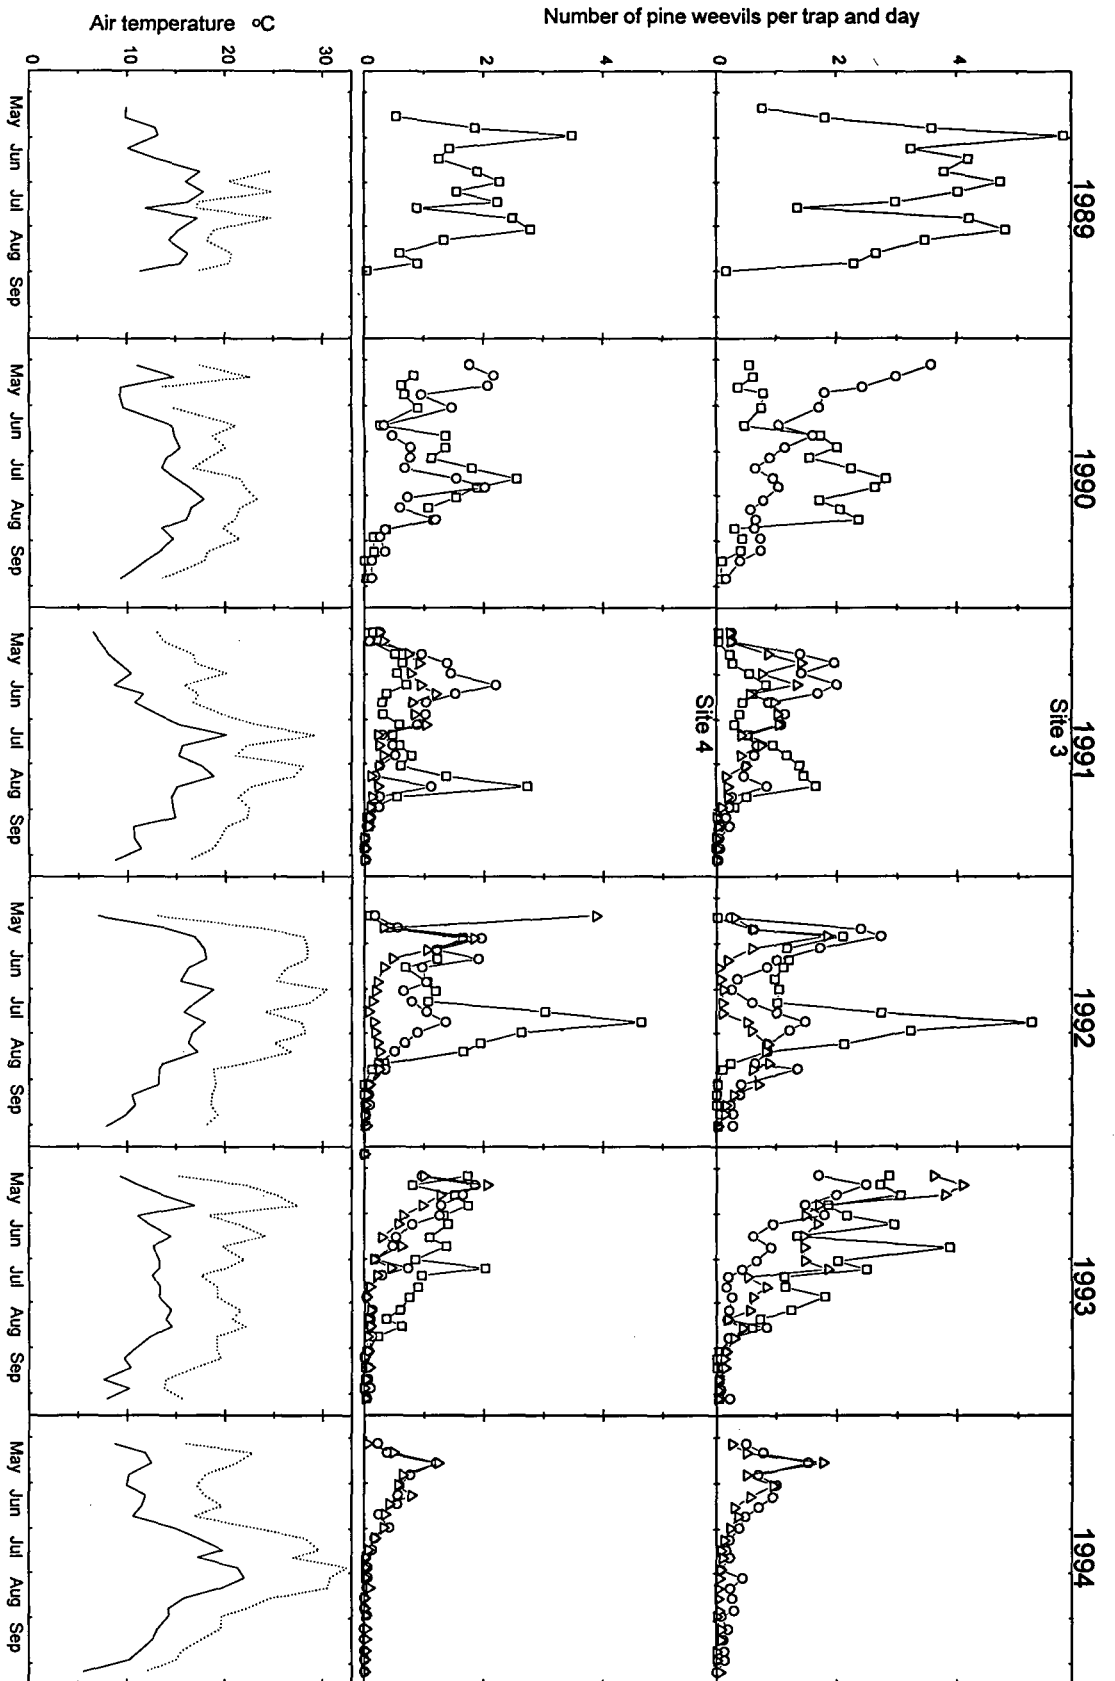 Air temperature °C
0 10 20 30
Number of pine weevils per trap and day
0 2 4
0 2 4
1989
1990
1991
1992
1993
1994
Site 3
Site 4
May Jun Jul Aug Sep
May Jun Jul Aug Sep
May Jun Jul Aug Sep
May Jun Jul Aug Sep
May Jun Jul Aug Sep
May Jun Jul Aug Sep